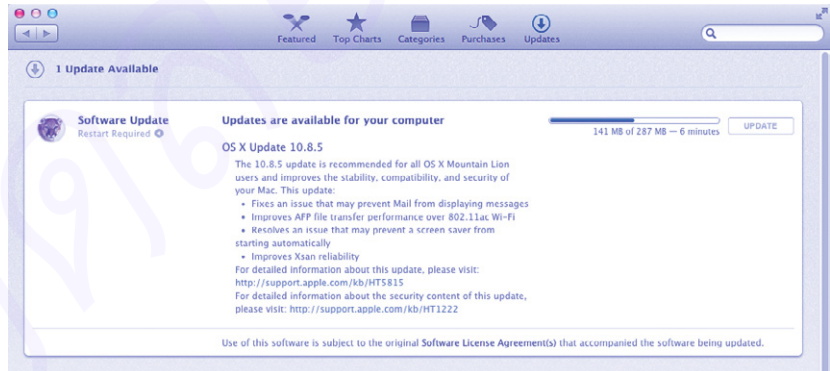 Featured Top Charts Categories Purchases Updates
1 Update Available
Software Update
Restart Required
Updates are available for your computer
141 MB of 287 MB — 6 minutes
UPDATE
OS X Update 10.8.5
The 10.8.5 update is recommended for all OS X Mountain Lion
users and improves the stability, compatibility, and security of
your Mac. This update:
• Fixes an issue that may prevent Mail from displaying messages
• Improves AFP file transfer performance over 802.11ac Wi-Fi
• Resolves an issue that may prevent a screen saver from
starting automatically
• Improves Xsan reliability
For detailed information about this update, please visit:
http://support.apple.com/kb/HT5815
For detailed information about the security content of this update,
please visit: http://support.apple.com/kb/HT1222
Use of this software is subject to the original Software License Agreement(s) that accompanied the software being updated.